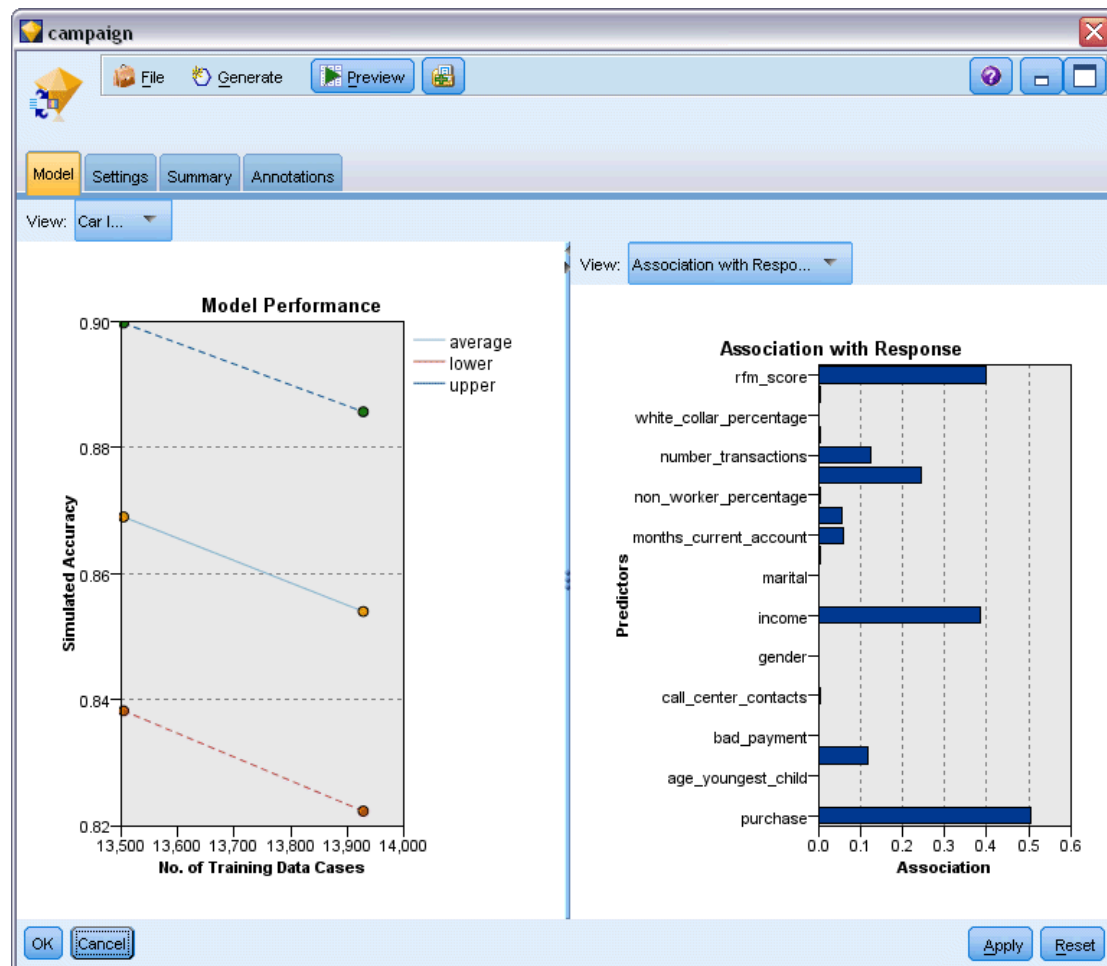 campaign
File Generate Preview
Model Settings Summary Annotations
View: Car l...
Model Performance
0.90
0.88
0.86
0.84
0.82
Simulated Accuracy
13,500 13,600 13,700 13,800 13,900 14,000
No. of Training Data Cases
average
lower
upper
View: Association with Respo...
Association with Response
rfm_score
white_collar_percentage
number_transactions
non_worker_percentage
months_current_account
marital
income
gender
call_center_contacts
bad_payment
age_youngest_child
purchase
Predictors
0.0 0.1 0.2 0.3 0.4 0.5 0.6
Association
OK Cancel Apply Reset